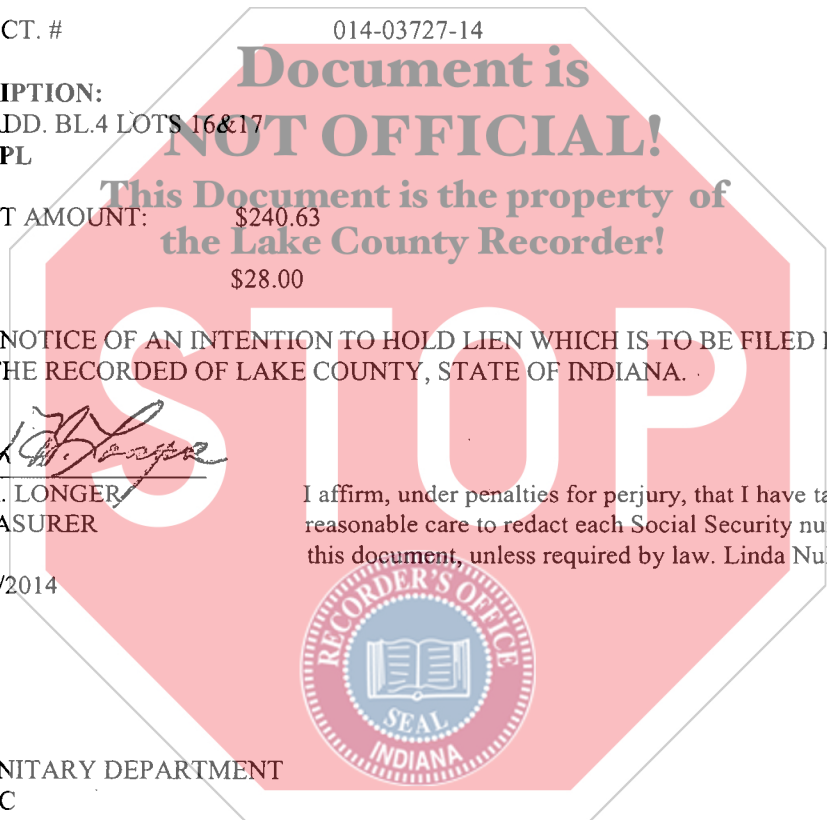 CT. # 014-03727-14
Document is
IPTION:
DD. BL.4 LOTS 16&17
NOT OFFICIAL!
PL
This Document is the property of
T AMOUNT: $240.63
the Lake County Recorder!
$28.00
NOTICE OF AN INTENTION TO HOLD LIEN WHICH IS TO BE FILED
HE RECORDED OF LAKE COUNTY, STATE OF INDIANA.
STOP
. LONGER I affirm, under penalties for perjury, that I have ta
ASURER reasonable care to redact each Social Security nu
this document, unless required by law. Linda Nu
/2014
RECORDER'S OFFICE
SEAL
INDIANA
NITARY DEPARTMENT
C